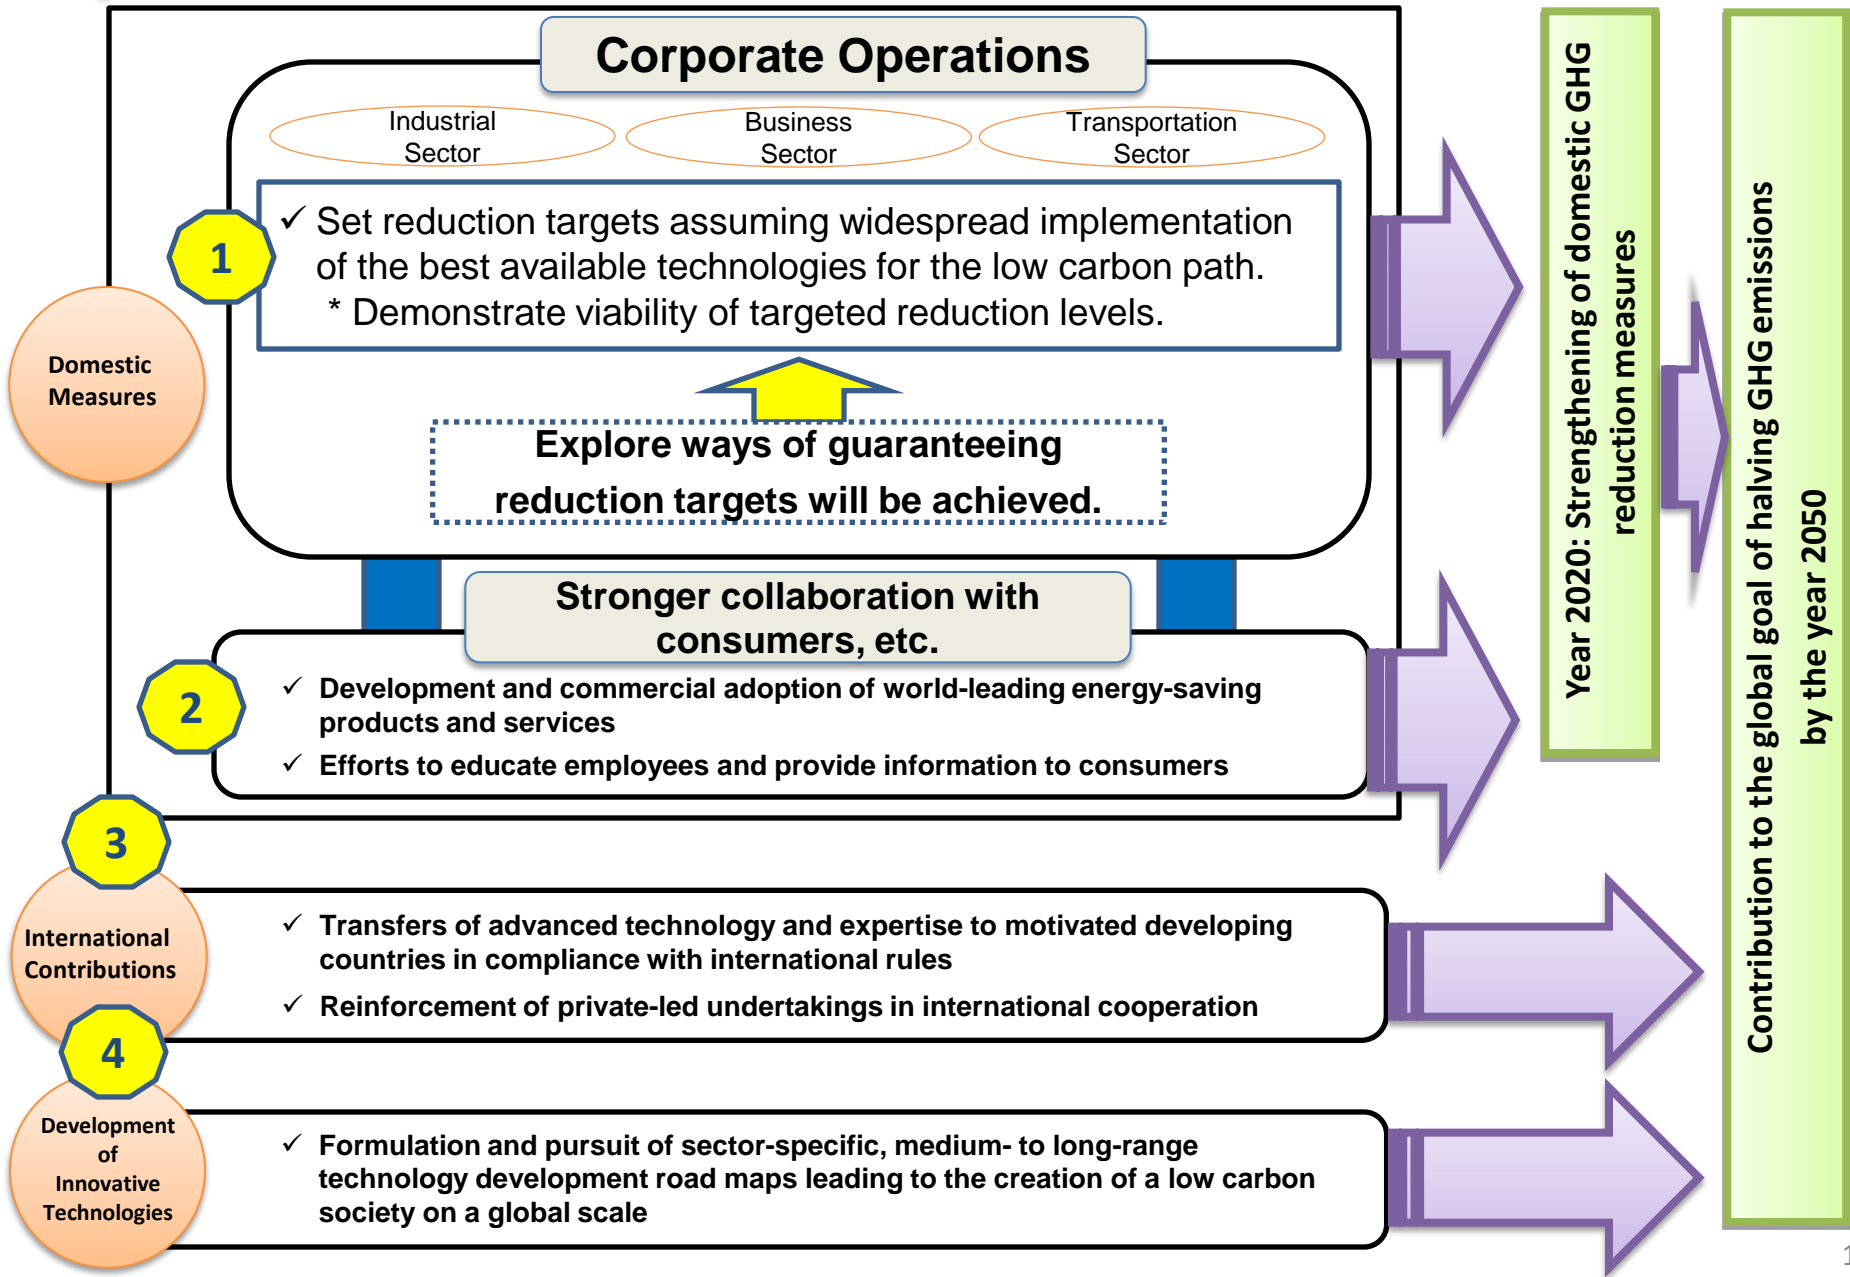 Corporate Operations
Industrial
Sector
Business
Sector
Transportation
Sector
1
✓ Set reduction targets assuming widespread implementation
of the best available technologies for the low carbon path.
* Demonstrate viability of targeted reduction levels.
Domestic
Measures
Explore ways of guaranteeing
reduction targets will be achieved.
Stronger collaboration with
consumers, etc.
2
✓ Development and commercial adoption of world-leading energy-saving
products and services
✓ Efforts to educate employees and provide information to consumers
3
International
Contributions
✓ Transfers of advanced technology and expertise to motivated developing
countries in compliance with international rules
✓ Reinforcement of private-led undertakings in international cooperation
4
Development
of
Innovative
Technologies
✓ Formulation and pursuit of sector-specific, medium- to long-range
technology development road maps leading to the creation of a low carbon
society on a global scale
Year 2020: Strengthening of domestic GHG
reduction measures
Contribution to the global goal of halving GHG emissions
by the year 2050
1